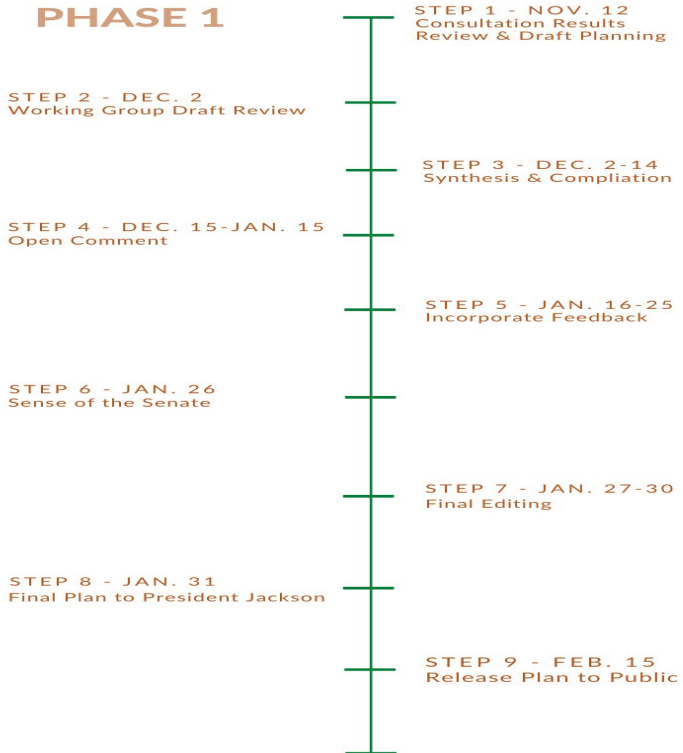 PHASE 1
STEP 1 - NOV. 12
Consultation Results
Review & Draft Planning
STEP 2 - DEC. 2
Working Group Draft Review
STEP 3 - DEC. 2-14
Synthesis & Compliation
STEP 4 - DEC. 15-JAN. 15
Open Comment
STEP 5 - JAN. 16-25
Incorporate Feedback
STEP 6 - JAN. 26
Sense of the Senate
STEP 7 - JAN. 27-30
Final Editing
STEP 8 - JAN. 31
Final Plan to President Jackson
STEP 9 - FEB. 15
Release Plan to Public